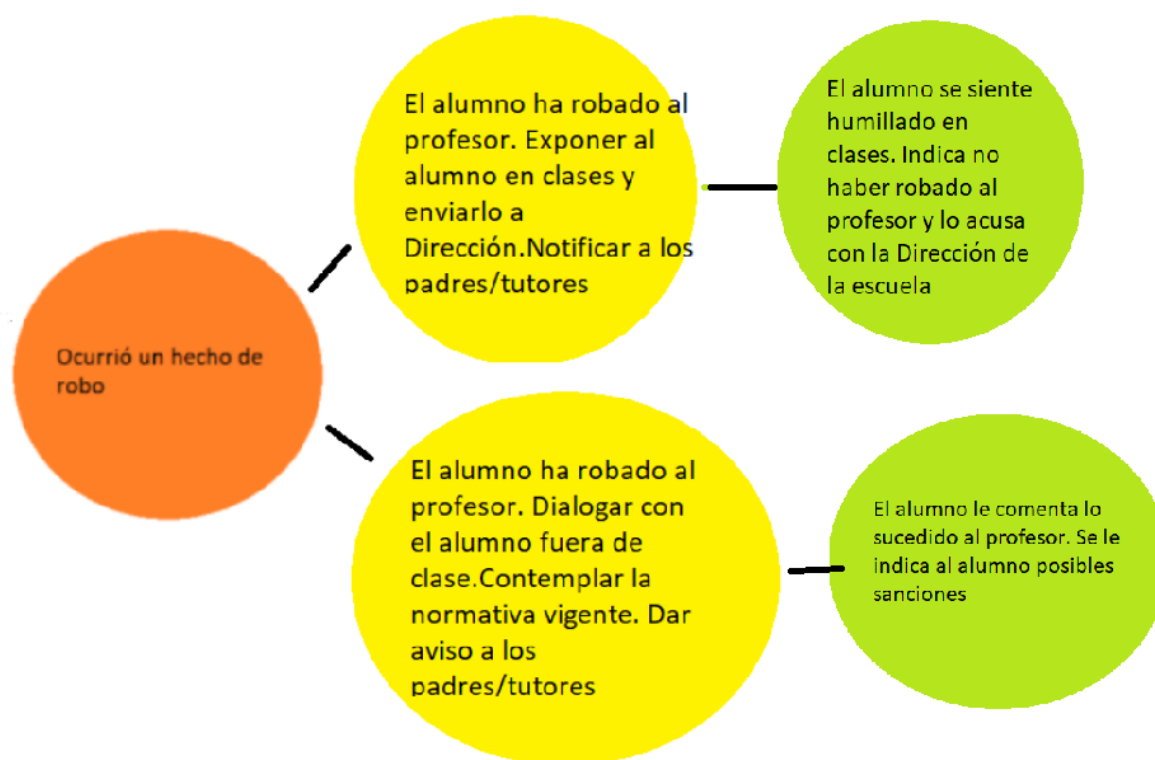 Ocurrió un hecho de
robo
El alumno ha robado al
profesor. Exponer al
alumno en clases y
enviarlo a
Dirección.Notificar a los
padres/tutores
El alumno se siente
humillado en
clases. Indica no
haber robado al
profesor y lo acusa
con la Dirección de
la escuela
El alumno ha robado al
profesor. Dialogar con
el alumno fuera de
clase.Contemplar la
normativa vigente. Dar
aviso a los
padres/tutores
El alumno le comenta lo
sucedido al profesor. Se le
indica al alumno posibles
sanciones